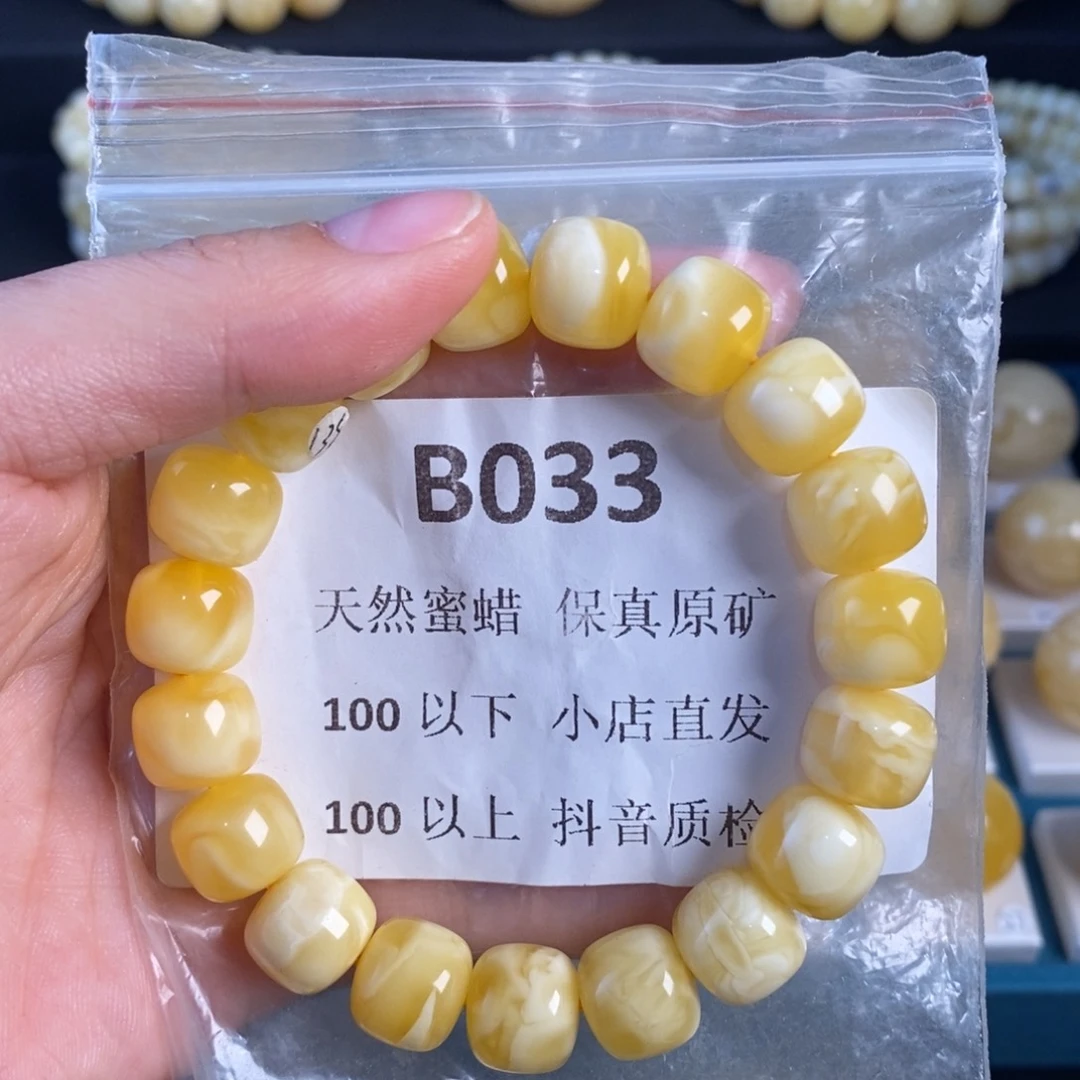 B033
天然蜜蜡 保真原矿
100 以下 小店直发
100 以上 抖音质检